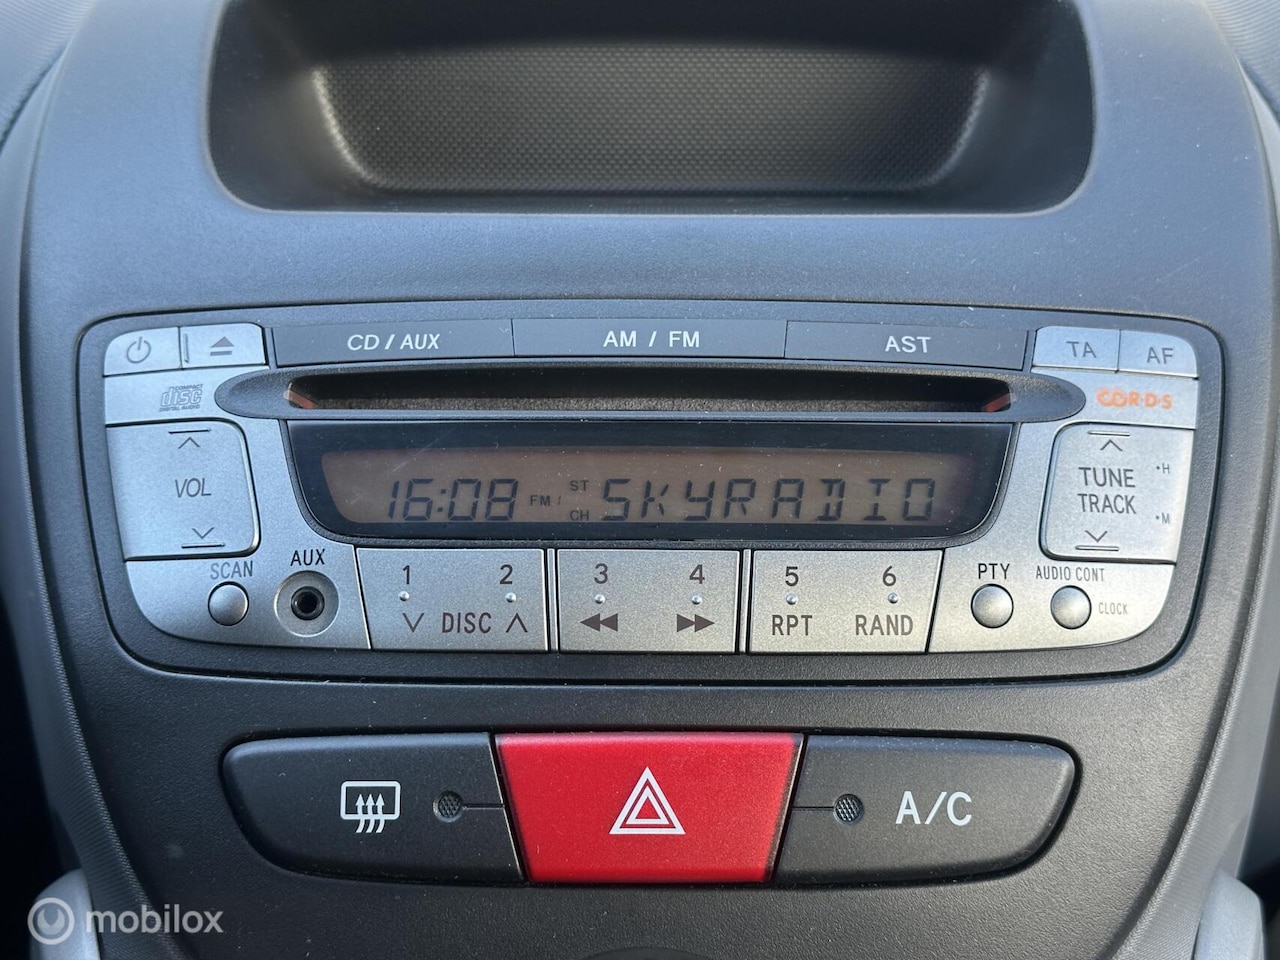 CD / AUX
AM / FM
AST
TA
AF
COMPACT
disc
DIGITAL AUDIO
R·D·S
VOL
16:08 FM ST CH SKYRADIO
TUNE
TRACK
·H
·M
SCAN
AUX
1 2 3 4 5 6
DISC
RPT
RAND
PTY
AUDIO CONT
CLOCK
A/C
mobilox